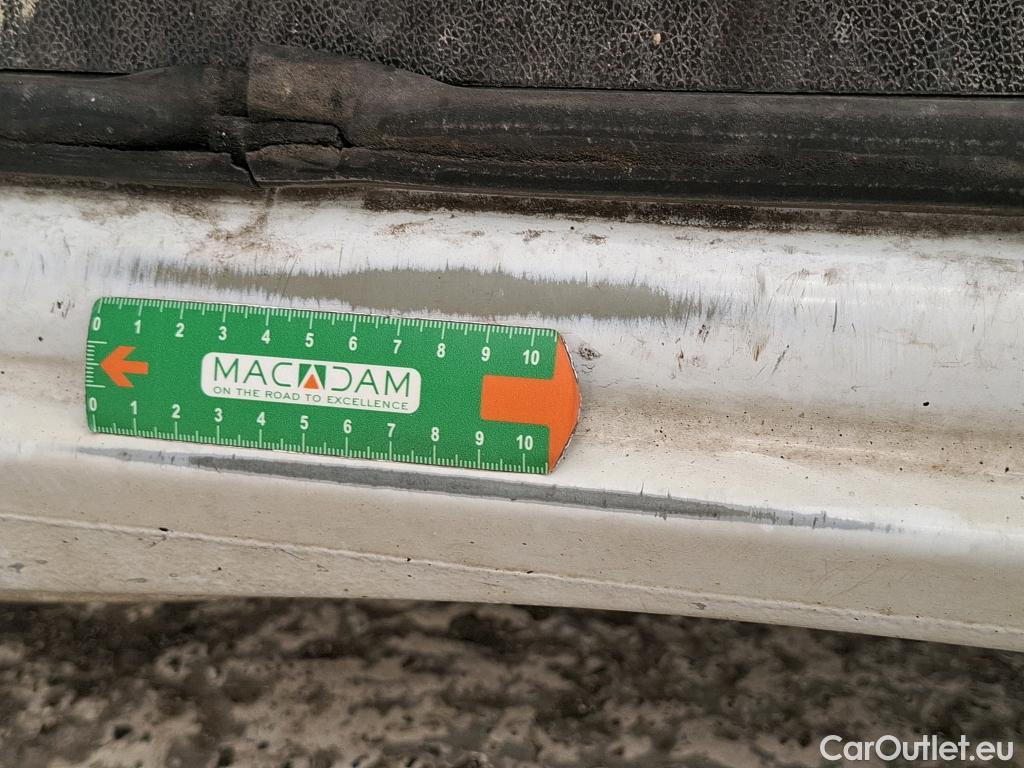 0 1 2 3 4 5 6 7 8 9 10
MACADAM
ON THE ROAD TO EXCELLENCE
0 1 2 3 4 5 6 7 8 9 10
CarOutlet.eu